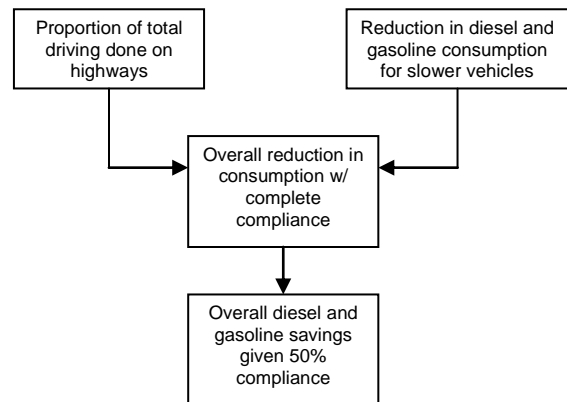 Proportion of total
driving done on
highways
Reduction in diesel and
gasoline consumption
for slower vehicles
Overall reduction in
consumption w/
complete
compliance
Overall diesel and
gasoline savings
given 50%
compliance